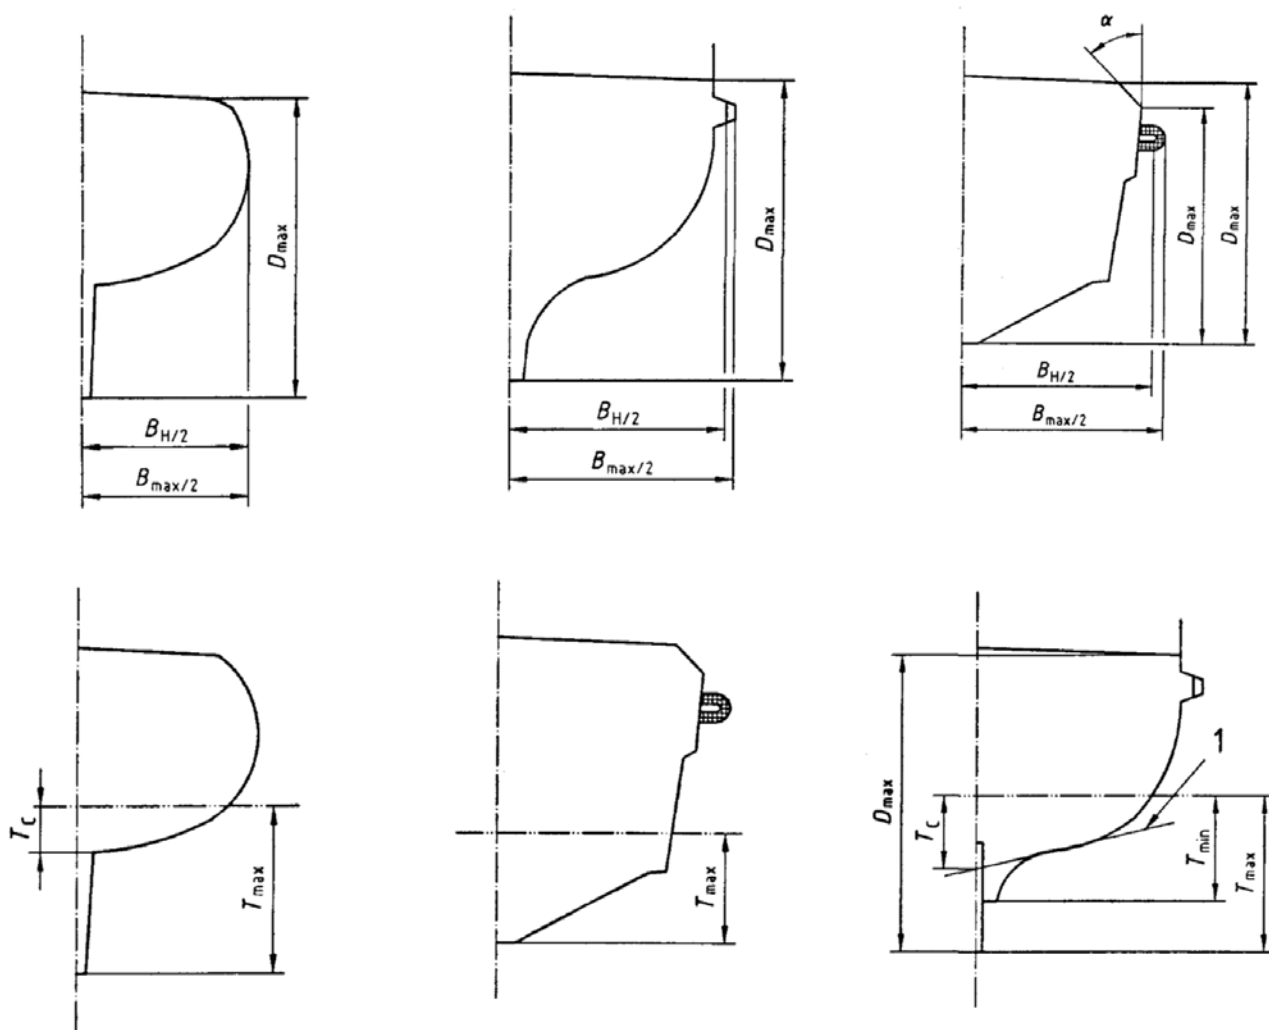 D_max
B_H/2
B_max/2
D_max
B_H/2
B_max/2
α
D_max
D_max
B_H/2
B_max/2
T_C
T_max
T_max
1
D_max
T_C
T_min
T_max